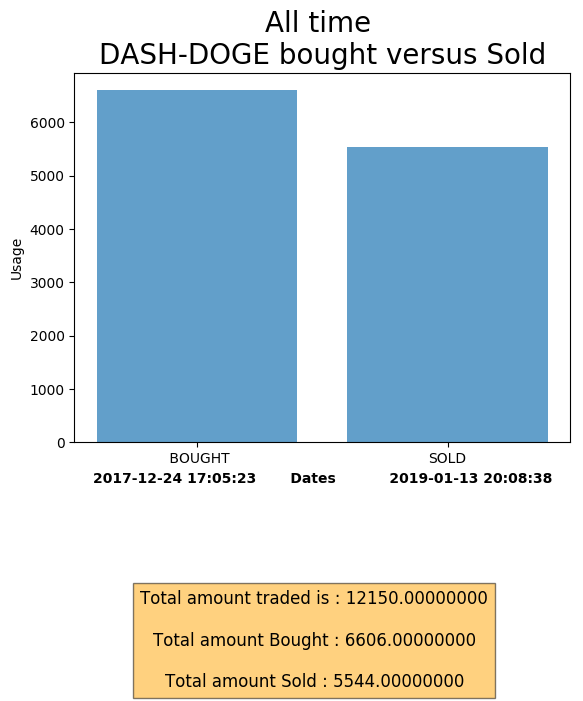 All time
DASH-DOGE bought versus Sold
6000
5000
4000
3000
2000
1000
0
Usage
BOUGHT SOLD
2017-12-24 17:05:23 Dates 2019-01-13 20:08:38
Total amount traded is : 12150.00000000
Total amount Bought : 6606.00000000
Total amount Sold : 5544.00000000